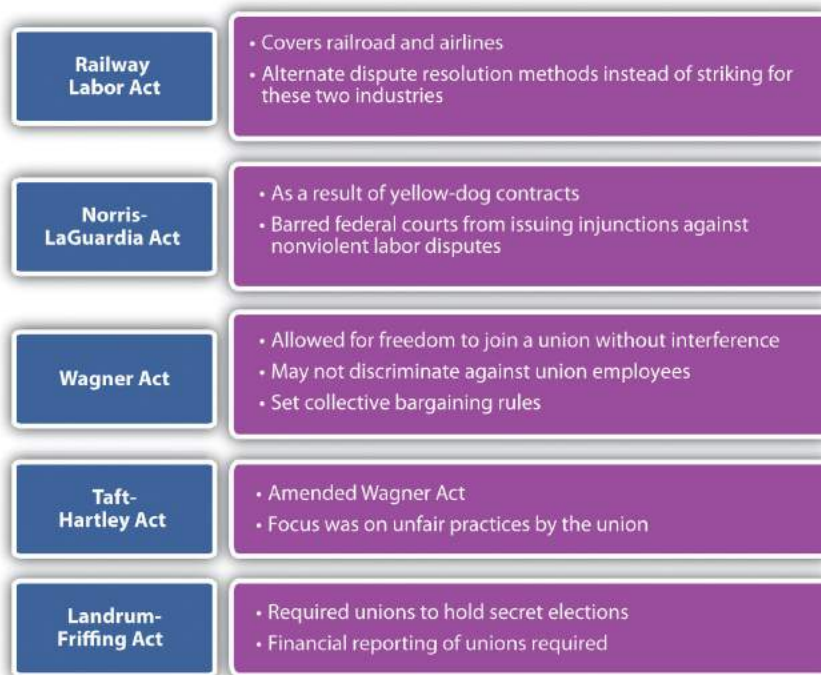 Railway
Labor Act
• Covers railroad and airlines
• Alternate dispute resolution methods instead of striking for
these two industries
Norris-
LaGuardia Act
• As a result of yellow-dog contracts
• Barred federal courts from issuing injunctions against
nonviolent labor disputes
Wagner Act
• Allowed for freedom to join a union without interference
• May not discriminate against union employees
• Set collective bargaining rules
Taft-
Hartley Act
• Amended Wagner Act
• Focus was on unfair practices by the union
Landrum-
Friffing Act
• Required unions to hold secret elections
• Financial reporting of unions required